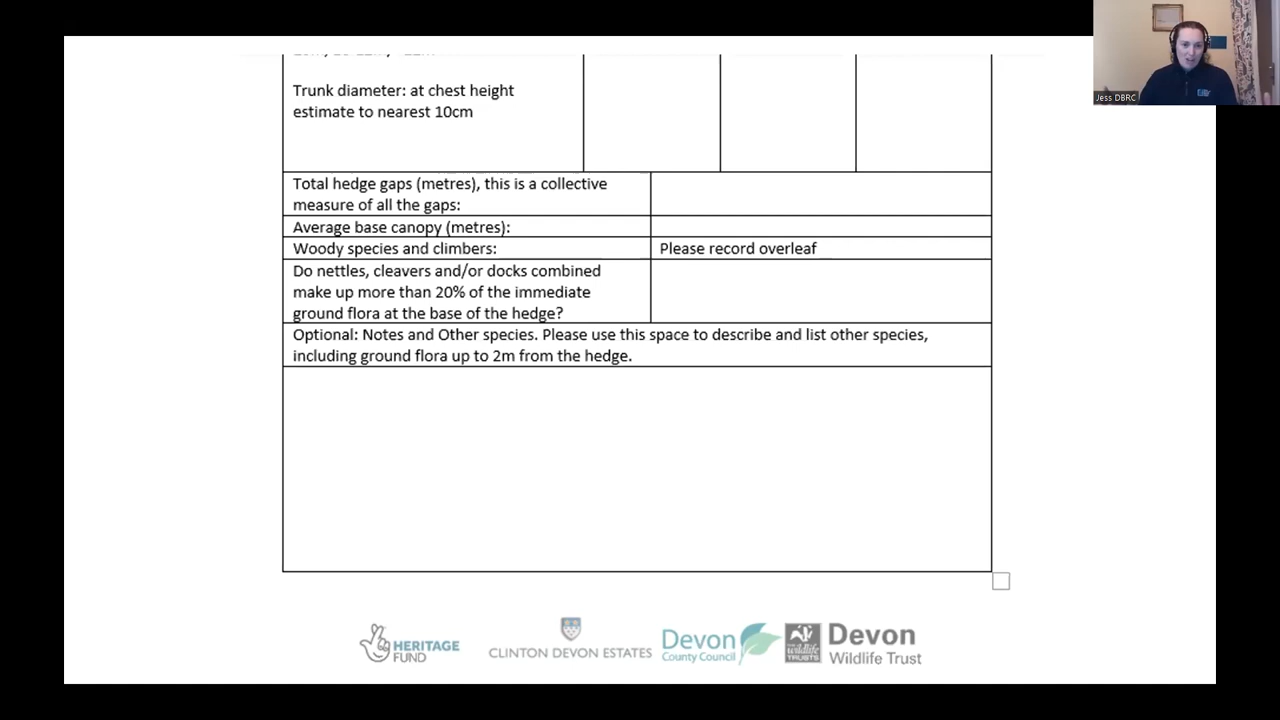 Jess DBRC
Trunk diameter: at chest height
estimate to nearest 10cm
Total hedge gaps (metres), this is a collective
measure of all the gaps:
Average base canopy (metres):
Woody species and climbers:
Please record overleaf
Do nettles, cleavers and/or docks combined
make up more than 20% of the immediate
ground flora at the base of the hedge?
Optional: Notes and Other species. Please use this space to describe and list other species,
including ground flora up to 2m from the hedge.
HERITAGE
FUND
CLINTON DEVON ESTATES
Devon
County Council
wildlife
TRUSTS
Devon
Wildlife Trust